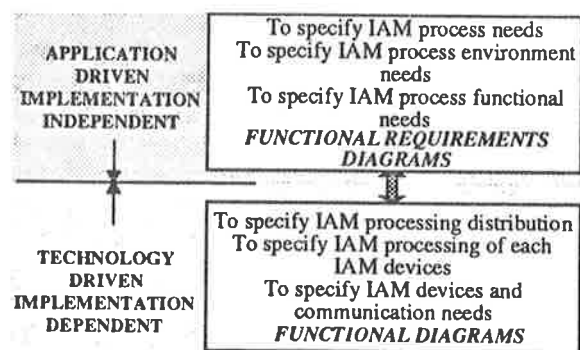 APPLICATION
DRIVEN
IMPLEMENTATION
INDEPENDENT
To specify IAM process needs
To specify IAM process environment
needs
To specify IAM process functional
needs
FUNCTIONAL REQUIREMENTS
DIAGRAMS
TECHNOLOGY
DRIVEN
IMPLEMENTATION
DEPENDENT
To specify IAM processing distribution
To specify IAM processing of each
IAM devices
To specify IAM devices and
communication needs
FUNCTIONAL DIAGRAMS